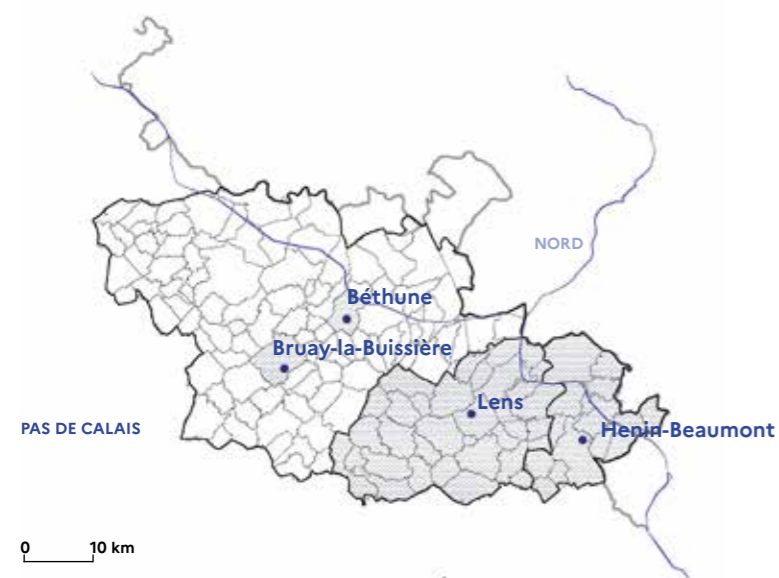 NORD
Béthune
Bruay-la-Buissière
Lens
PAS DE CALAIS
Henin-Beaumont
0 10 km